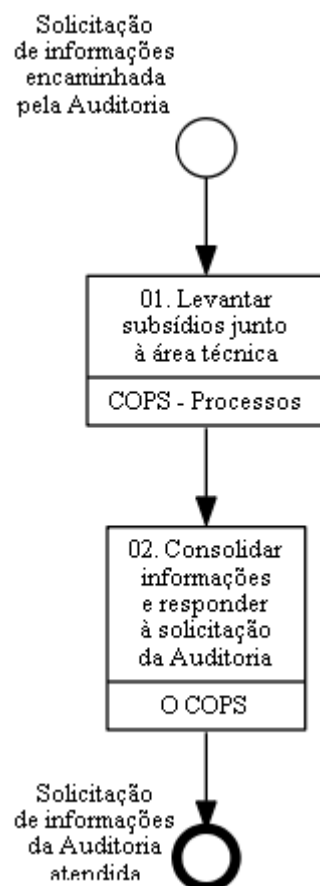 Solicitação
de informações
encaminhada
pela Auditoria
01. Levantar
subsídios junto
à área técnica
COPS - Processos
02. Consolidar
informações
e responder
à solicitação
da Auditoria
O COPS
Solicitação
de informações
da Auditoria
atendida